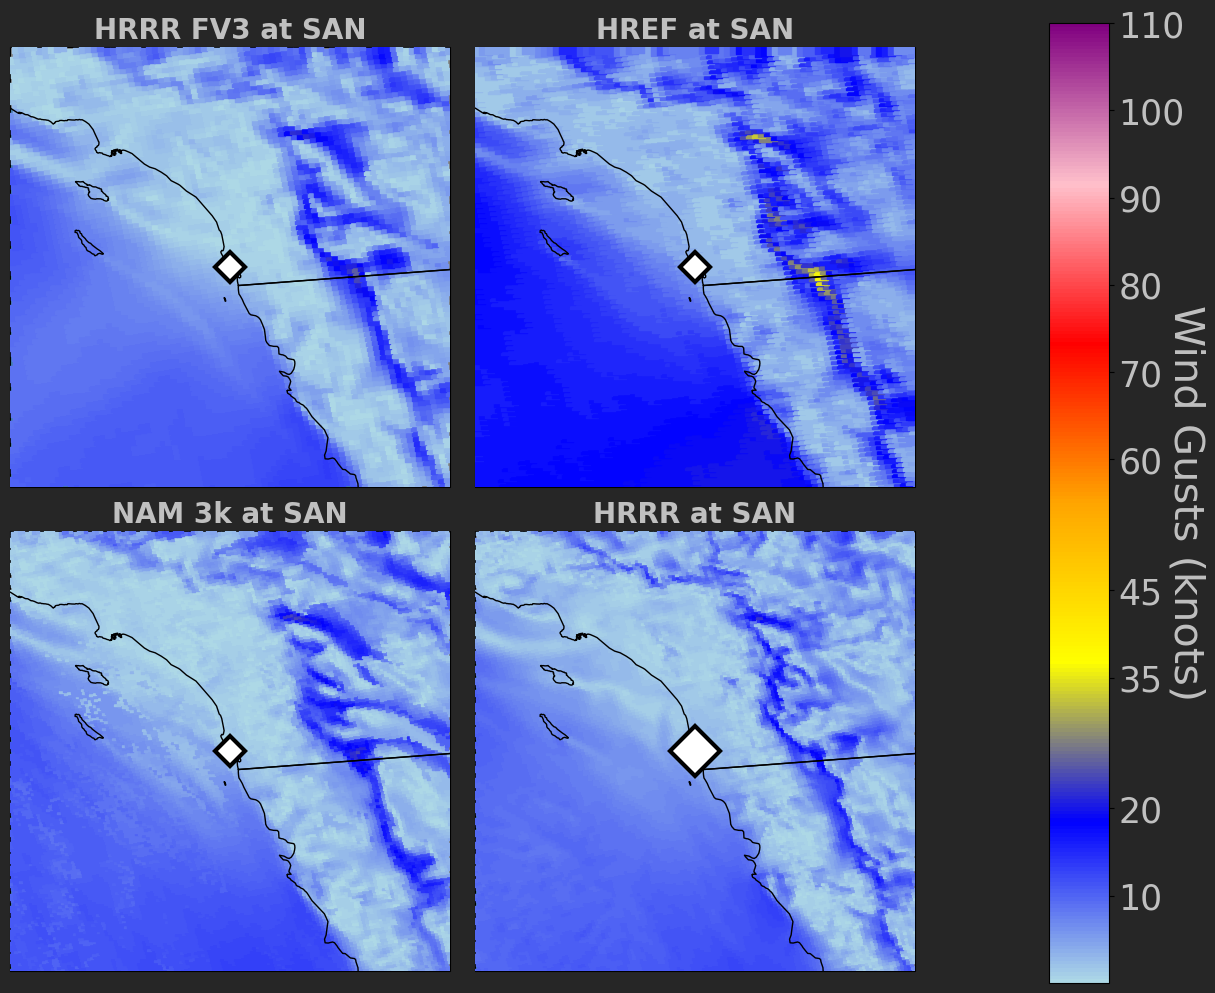 HRRR FV3 at SAN
HREF at SAN
NAM 3k at SAN
HRRR at SAN
110
100
90
80
70
60
45
35
20
10
Wind Gusts (knots)